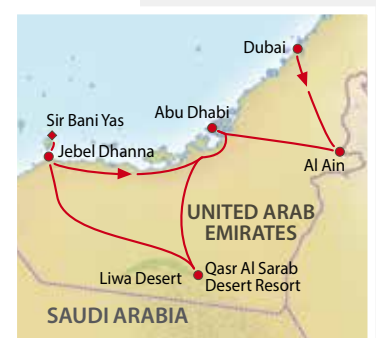 Dubai
Abu Dhabi
Sir Bani Yas
Jebel Dhanna
Al Ain
UNITED ARAB
EMIRATES
Qasr Al Sarab
Desert Resort
Liwa Desert
SAUDI ARABIA